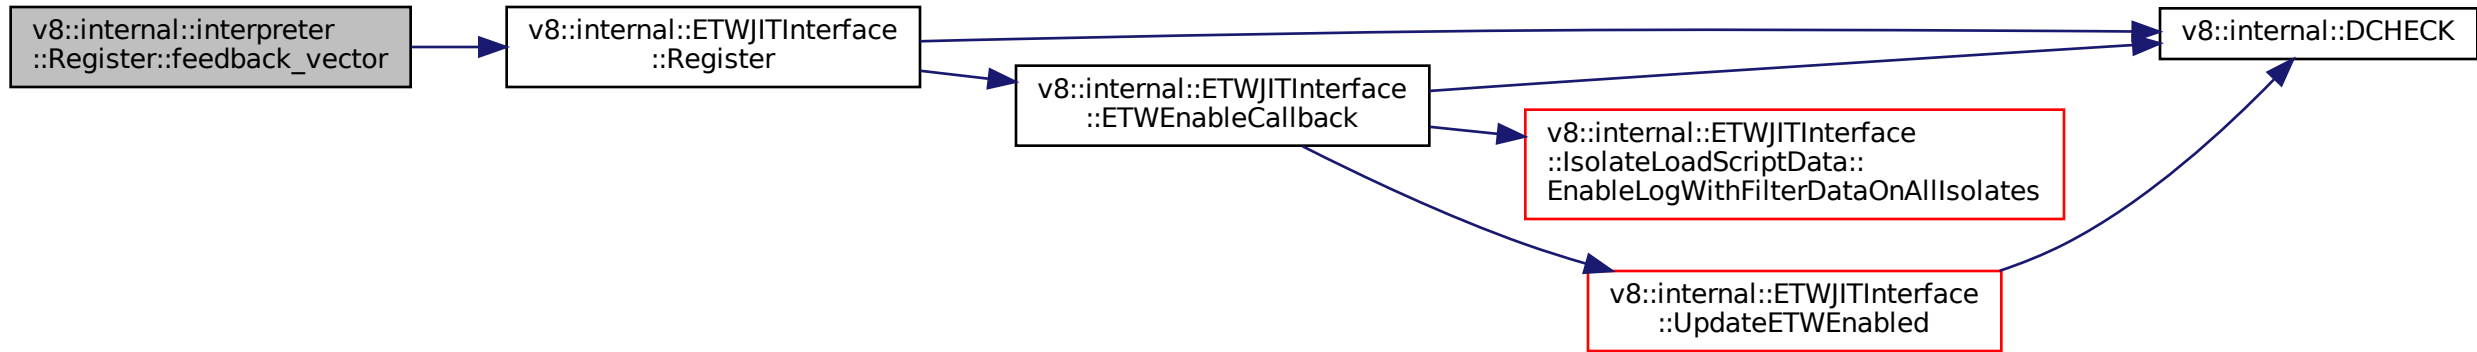 v8::internal::interpreter
::Register::feedback_vector
v8::internal::ETWJITInterface
::Register
v8::internal::ETWJITInterface
::ETWEnableCallback
v8::internal::DCHECK
v8::internal::ETWJITInterface
::IsolateLoadScriptData::
EnableLogWithFilterDataOnAllIsolates
v8::internal::ETWJITInterface
::UpdateETWEnabled